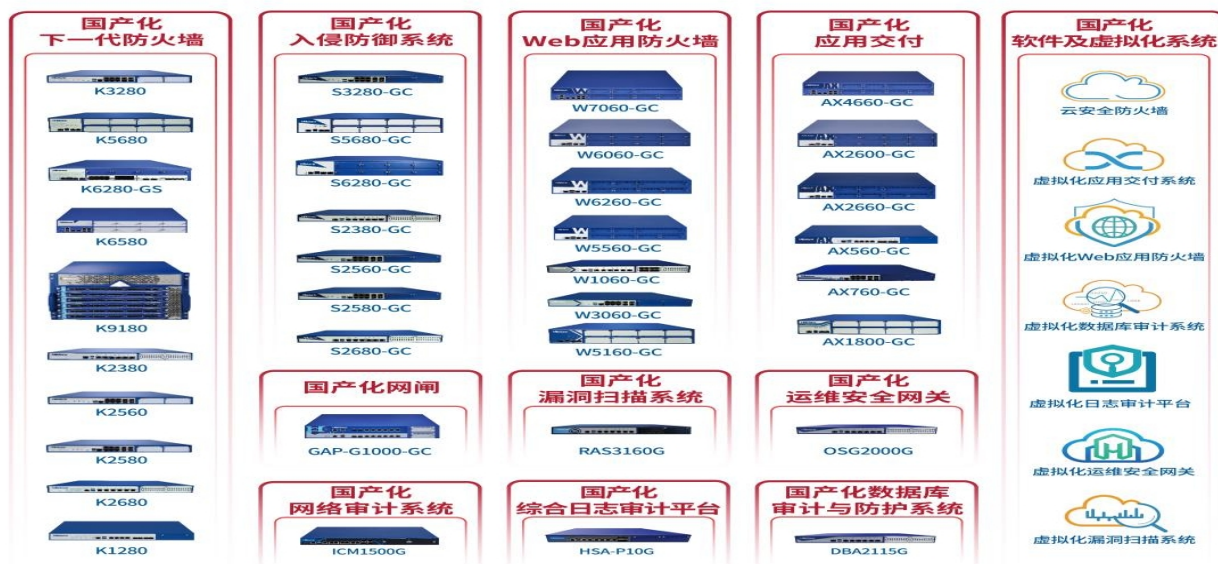 国产化
下一代防火墙
K3280
K5680
K6280-GS
K6580
K9180
K2380
K2560
K2580
K2680
K1280
国产化
入侵防御系统
S3280-GC
S5680-GC
S6280-GC
S2380-GC
S2560-GC
S2580-GC
S2680-GC
国产化
Web应用防火墙
W7060-GC
W6060-GC
W6260-GC
W5560-GC
W1060-GC
W3060-GC
W5160-GC
国产化
应用交付
AX4660-GC
AX2600-GC
AX2660-GC
AX560-GC
AX760-GC
AX1800-GC
国产化网闸
GAP-G1000-GC
国产化
漏洞扫描系统
RAS3160G
国产化
运维安全网关
OSG2000G
国产化
网络审计系统
ICM1500G
国产化
综合日志审计平台
HSA-P10G
国产化数据库
审计与防护系统
DBA2115G
国产化
软件及虚拟化系统
云安全防火墙
虚拟化应用交付系统
虚拟化Web应用防火墙
虚拟化数据库审计系统
虚拟化日志审计平台
虚拟化运维安全网关
虚拟化漏洞扫描系统